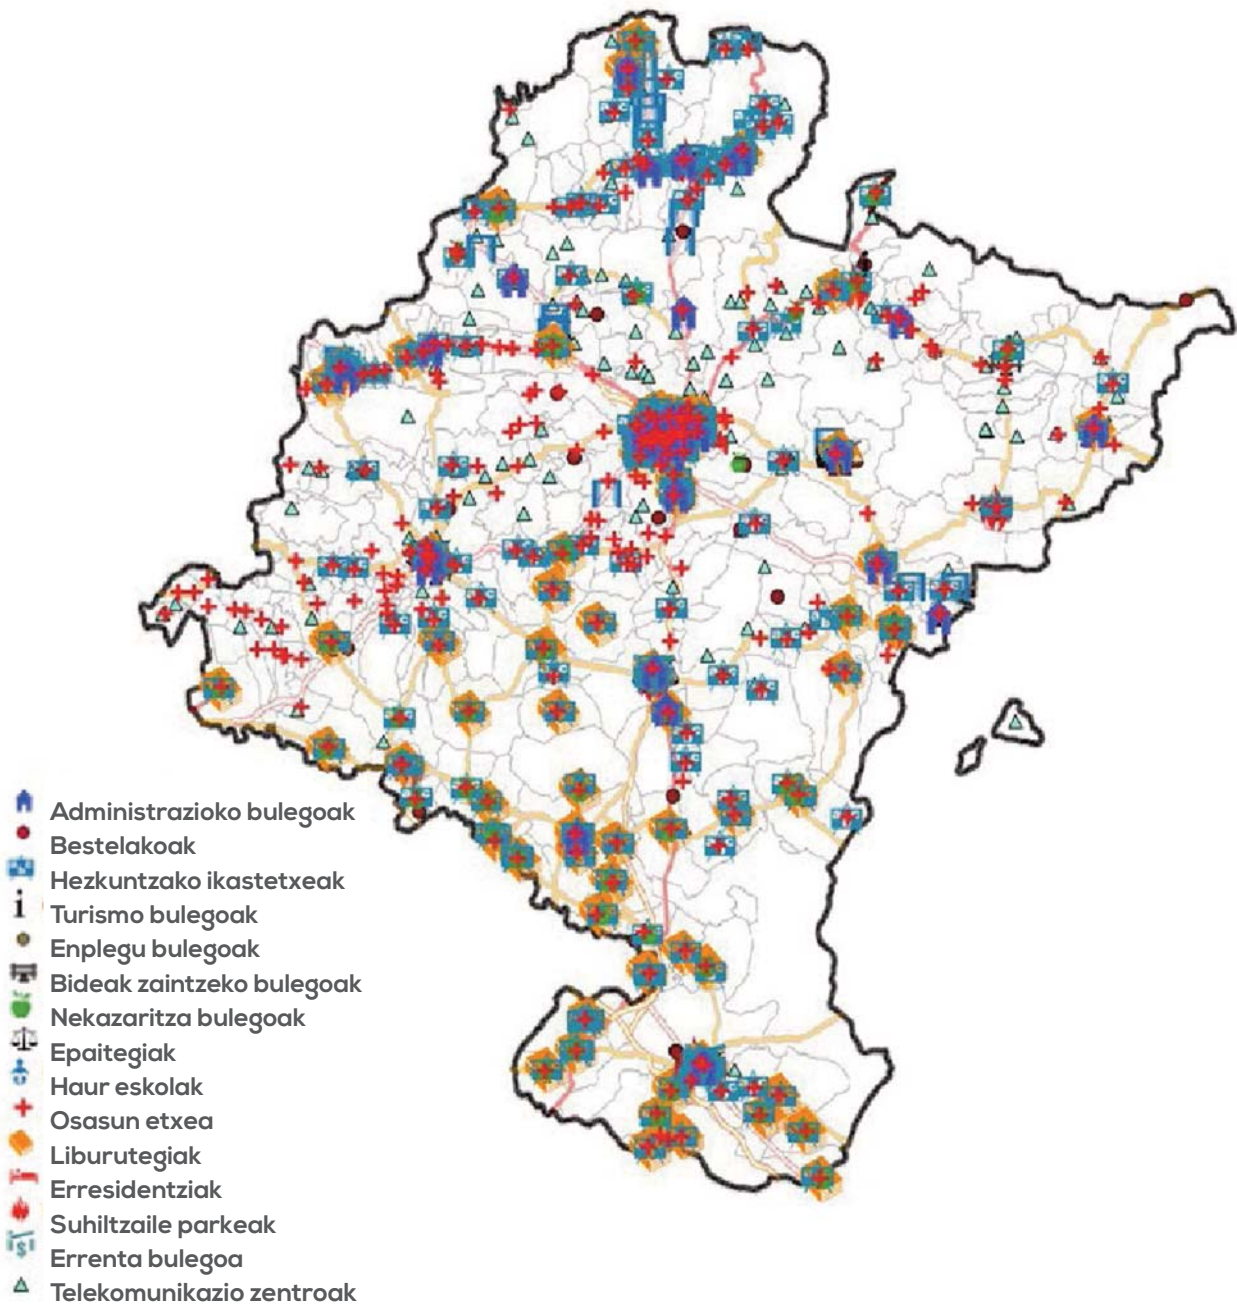 Administrazioko bulegoak
Bestelakoak
Hezkuntzako ikastetxeak
Turismo bulegoak
Enplegu bulegoak
Bideak zaintzeko bulegoak
Nekazaritza bulegoak
Epaitegiak
Haur eskolak
Osasun etxea
Liburutegiak
Erresidentziak
Suhiltzaile parkeak
Errenta bulegoa
Telekomunikazio zentroak